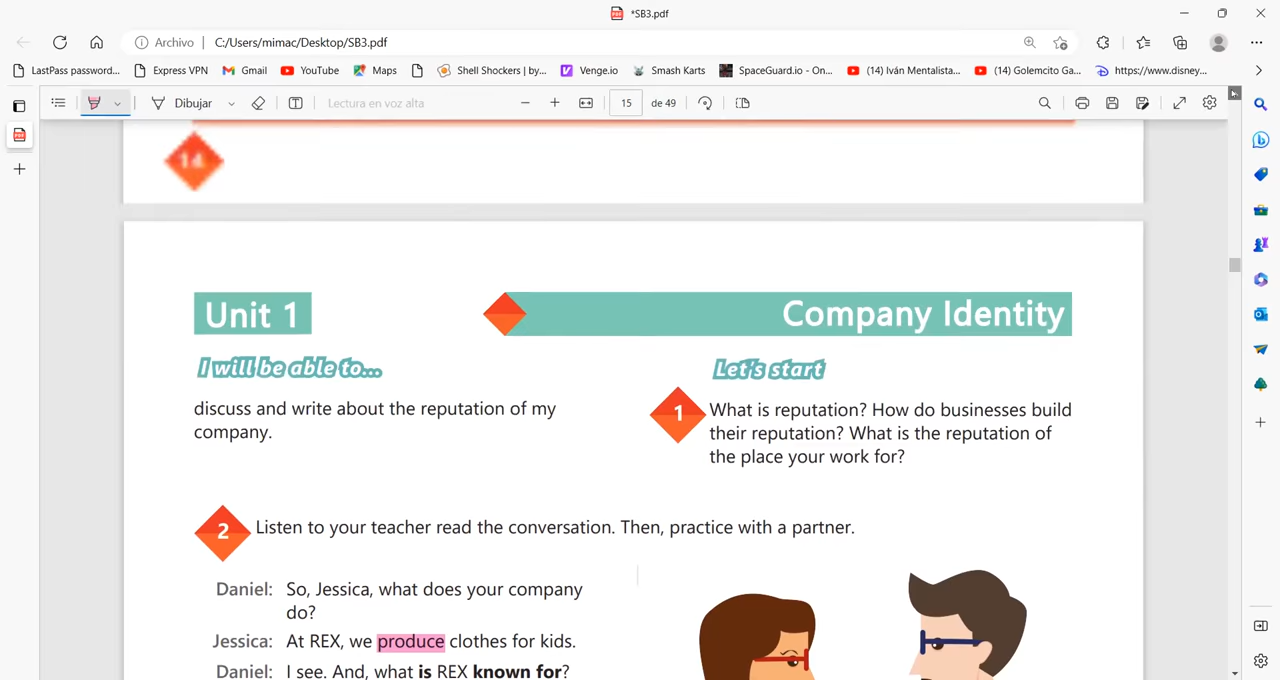 *SB3.pdf
Archivo | C:/Users/mimac/Desktop/SB3.pdf
LastPass password... Express VPN Gmail YouTube Maps Shell Shockers | by... Venge.io Smash Karts SpaceGuard.io - On... (14) Iván Mentalista... (14) Golemcito Ga... https://www.disney...
Dibujar Lectura en voz alta 15 de 49
14
Unit 1 Company Identity
I will be able to...
discuss and write about the reputation of my
company.
Let's start
1 What is reputation? How do businesses build
their reputation? What is the reputation of
the place your work for?
2 Listen to your teacher read the conversation. Then, practice with a partner.
Daniel: So, Jessica, what does your company
do?
Jessica: At REX, we produce clothes for kids.
Daniel: I see. And, what is REX known for?